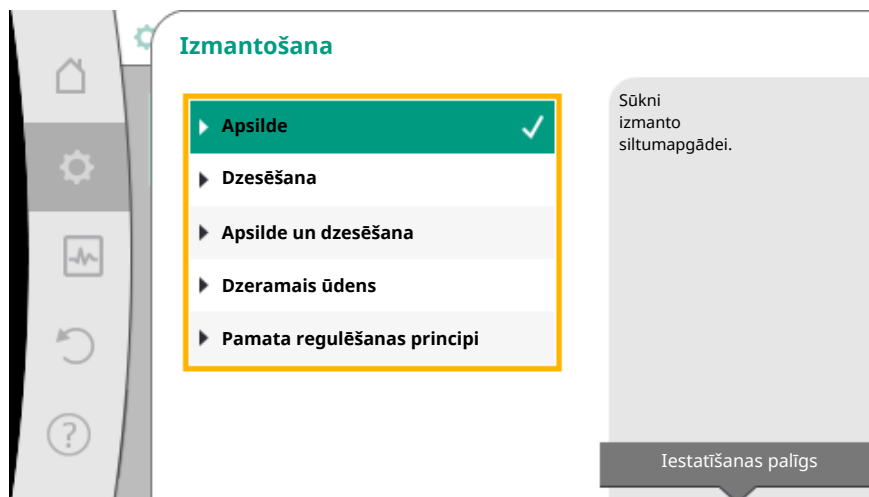 Izmantošana
Apsilde
Dzesēšana
Apsilde un dzesēšana
Dzeramais ūdens
Pamata regulēšanas principi
Sūkni
izmanto
siltumapgādei.
Iestatīšanas palīgs